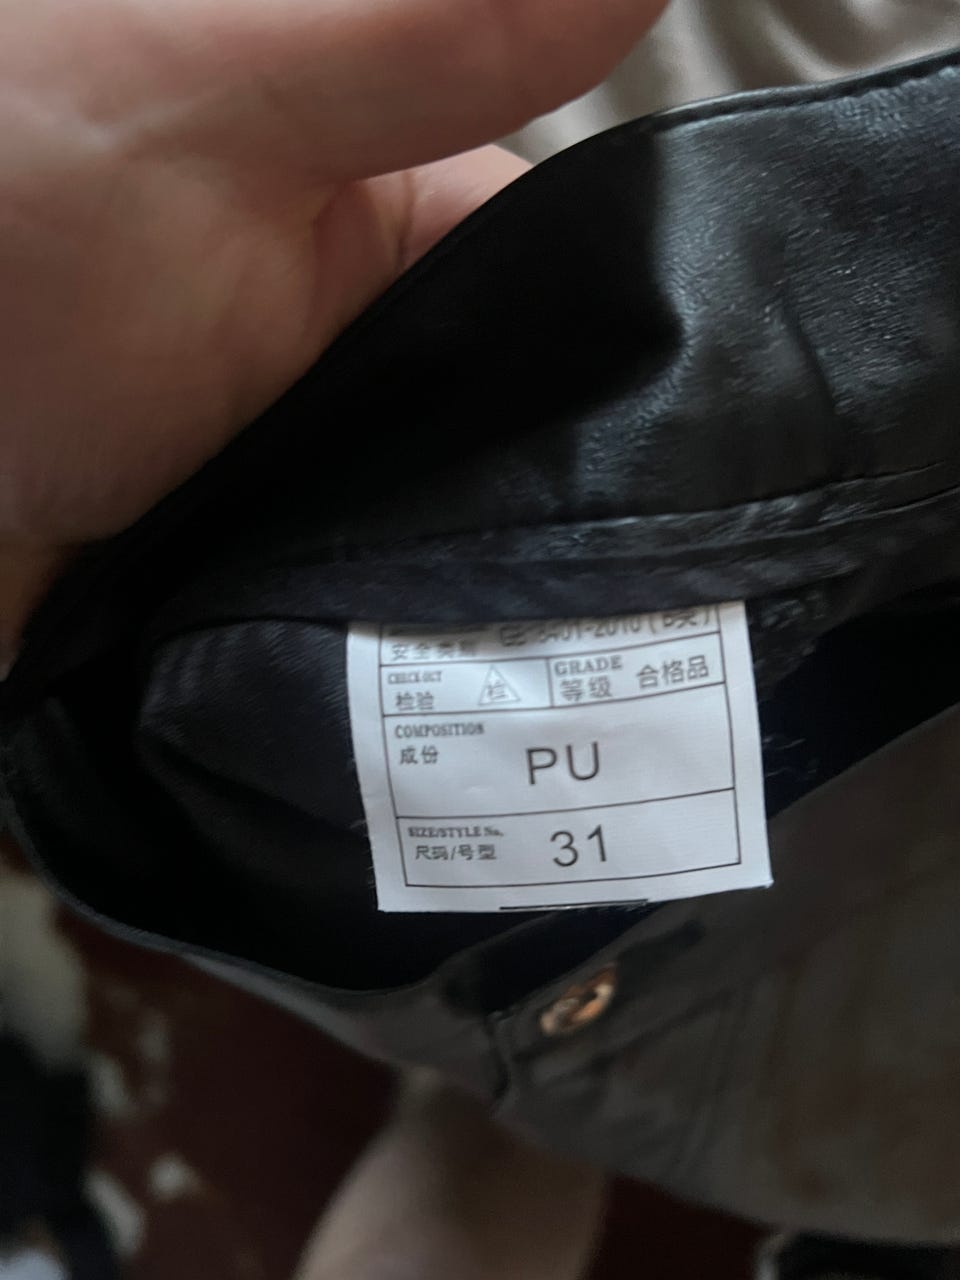 安全类别
CHECK OUT
检验
检
GRADE
等级 合格品
COMPOSITION
成份
PU
SIZE/STYLE No.
尺码/号型
31